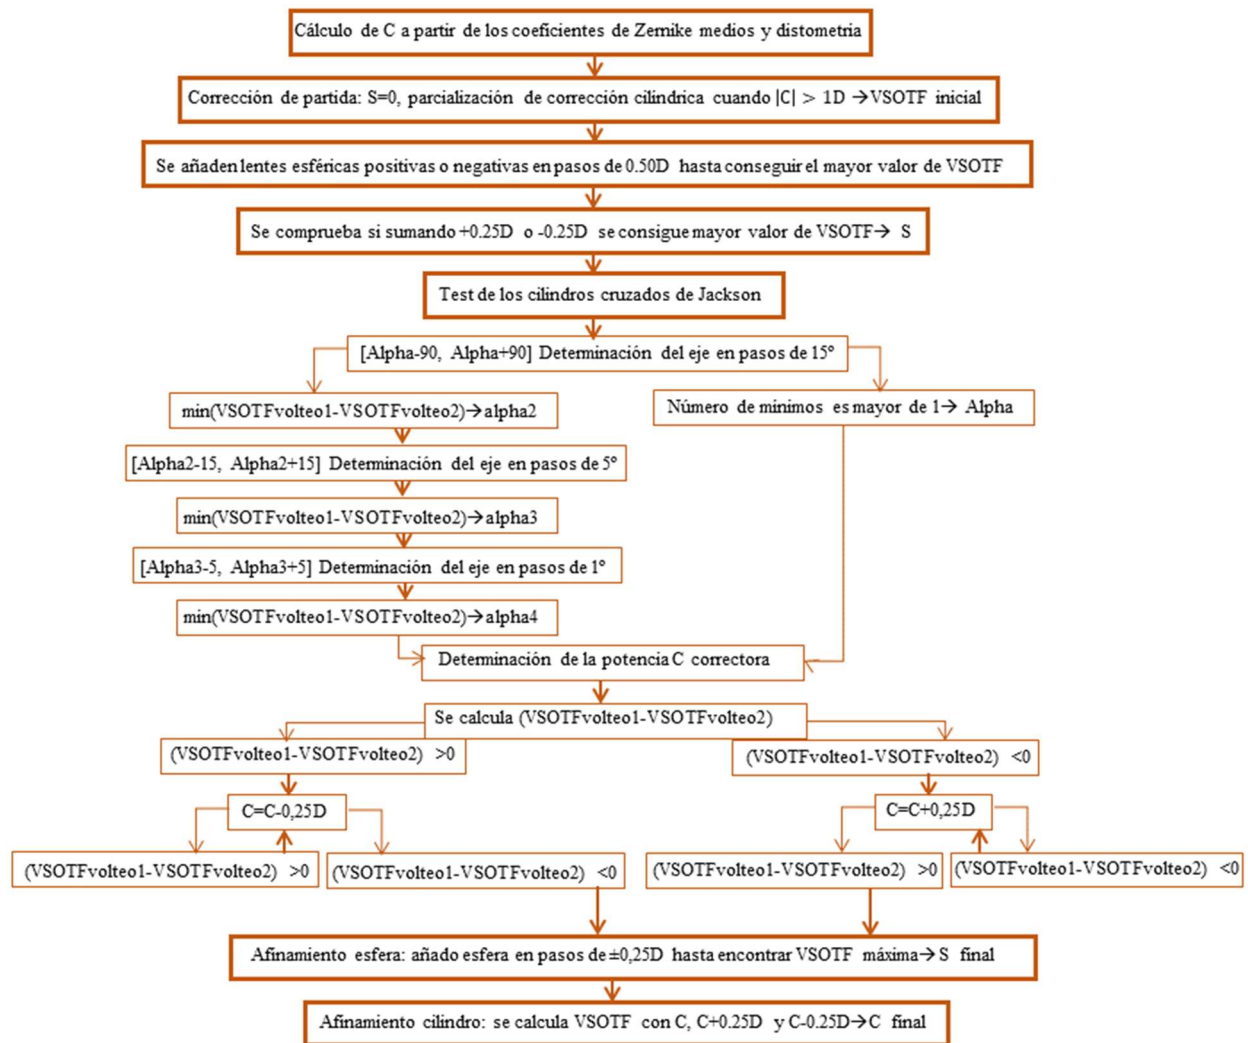 Cálculo de C a partir de los coeficientes de Zernike medios y distometria
Corrección de partida: S=0, parcialización de corrección cilíndrica cuando |C| > 1D →VSOTF inicial
Se añaden lentes esféricas positivas o negativas en pasos de 0.50D hasta conseguir el mayor valor de VSOTF
Se comprueba si sumando +0.25D o -0.25D se consigue mayor valor de VSOTF→ S
Test de los cilindros cruzados de Jackson
[Alpha-90, Alpha+90] Determinación del eje en pasos de 15º
min(VSOTFvolteo1-VSOTFvolteo2)→alpha2
Número de mínimos es mayor de 1→ Alpha
[Alpha2-15, Alpha2+15] Determinación del eje en pasos de 5º
min(VSOTFvolteo1-VSOTFvolteo2)→alpha3
[Alpha3-5, Alpha3+5] Determinación del eje en pasos de 1º
min(VSOTFvolteo1-VSOTFvolteo2)→alpha4
Determinación de la potencia C correctora
Se calcula (VSOTFvolteo1-VSOTFvolteo2)
(VSOTFvolteo1-VSOTFvolteo2) >0
(VSOTFvolteo1-VSOTFvolteo2) <0
C=C-0,25D
C=C+0,25D
(VSOTFvolteo1-VSOTFvolteo2) >0
(VSOTFvolteo1-VSOTFvolteo2) <0
(VSOTFvolteo1-VSOTFvolteo2) >0
(VSOTFvolteo1-VSOTFvolteo2) <0
Afinamiento esfera: añado esfera en pasos de ±0,25D hasta encontrar VSOTF máxima→S final
Afinamiento cilindro: se calcula VSOTF con C, C+0.25D y C-0.25D→C final